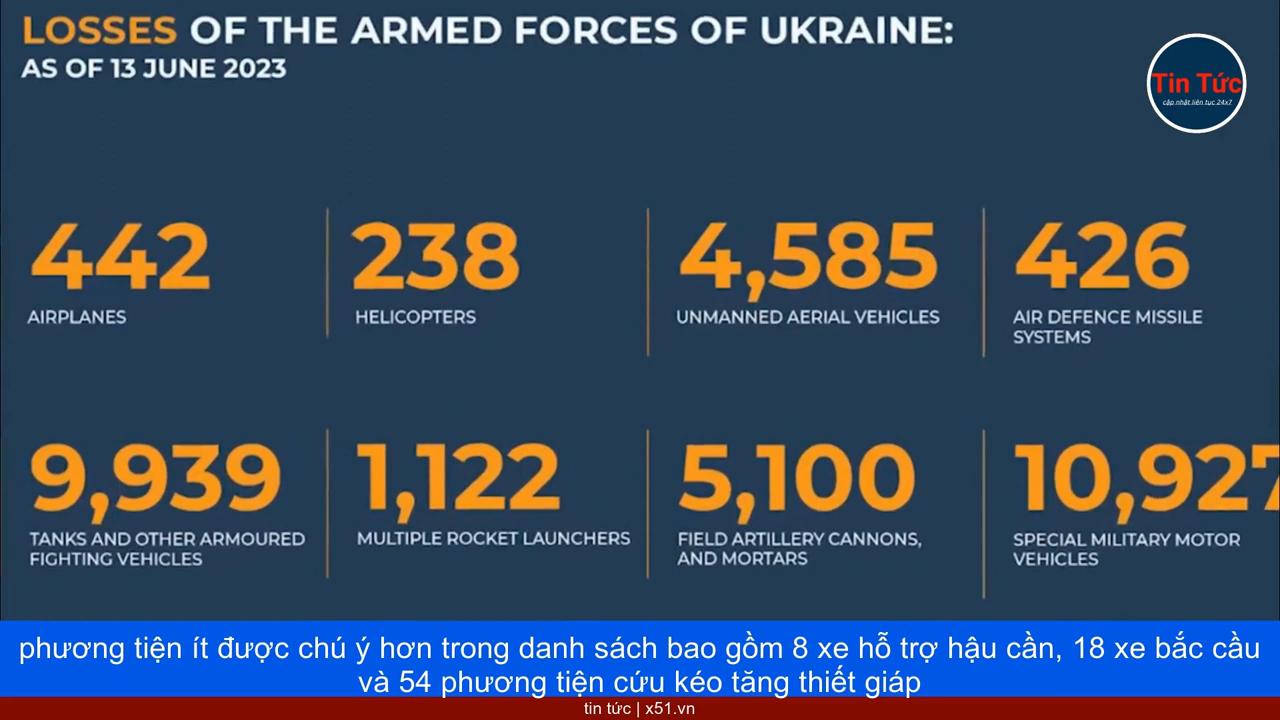 LOSSES OF THE ARMED FORCES OF UKRAINE:
AS OF 13 JUNE 2023
Tin Tức
cập.nhật.liên.tục.24x7
442
AIRPLANES
238
HELICOPTERS
4,585
UNMANNED AERIAL VEHICLES
426
AIR DEFENCE MISSILE
SYSTEMS
9,939
TANKS AND OTHER ARMOURED
FIGHTING VEHICLES
1,122
MULTIPLE ROCKET LAUNCHERS
5,100
FIELD ARTILLERY CANNONS,
AND MORTARS
10,927
SPECIAL MILITARY MOTOR
VEHICLES
phương tiện ít được chú ý hơn trong danh sách bao gồm 8 xe hỗ trợ hậu cần, 18 xe bắc cầu
và 54 phương tiện cứu kéo tăng thiết giáp
tin tức | x51.vn